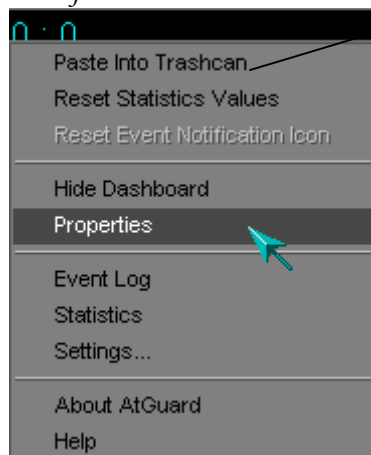 Paste Into Trashcan
Reset Statistics Values
Reset Event Notification Icon
Hide Dashboard
Properties
Event Log
Statistics
Settings...
About AtGuard
Help